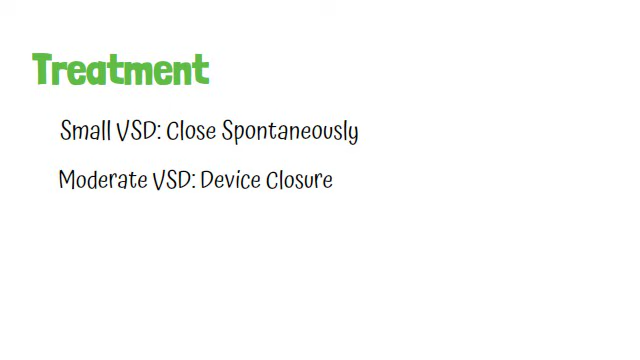 Treatment
Small VSD: Close Spontaneously
Moderate VSD: Device Closure